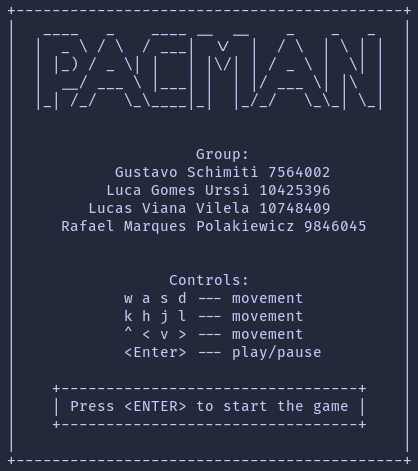 PACMAN
Group:
Gustavo Schimiti 7564002
Luca Gomes Urssi 10425396
Lucas Viana Vilela 10748409
Rafael Marques Polakiewicz 9846045
Controls:
w a s d --- movement
k h j l --- movement
^ < v > --- movement
<Enter> --- play/pause
Press <ENTER> to start the game